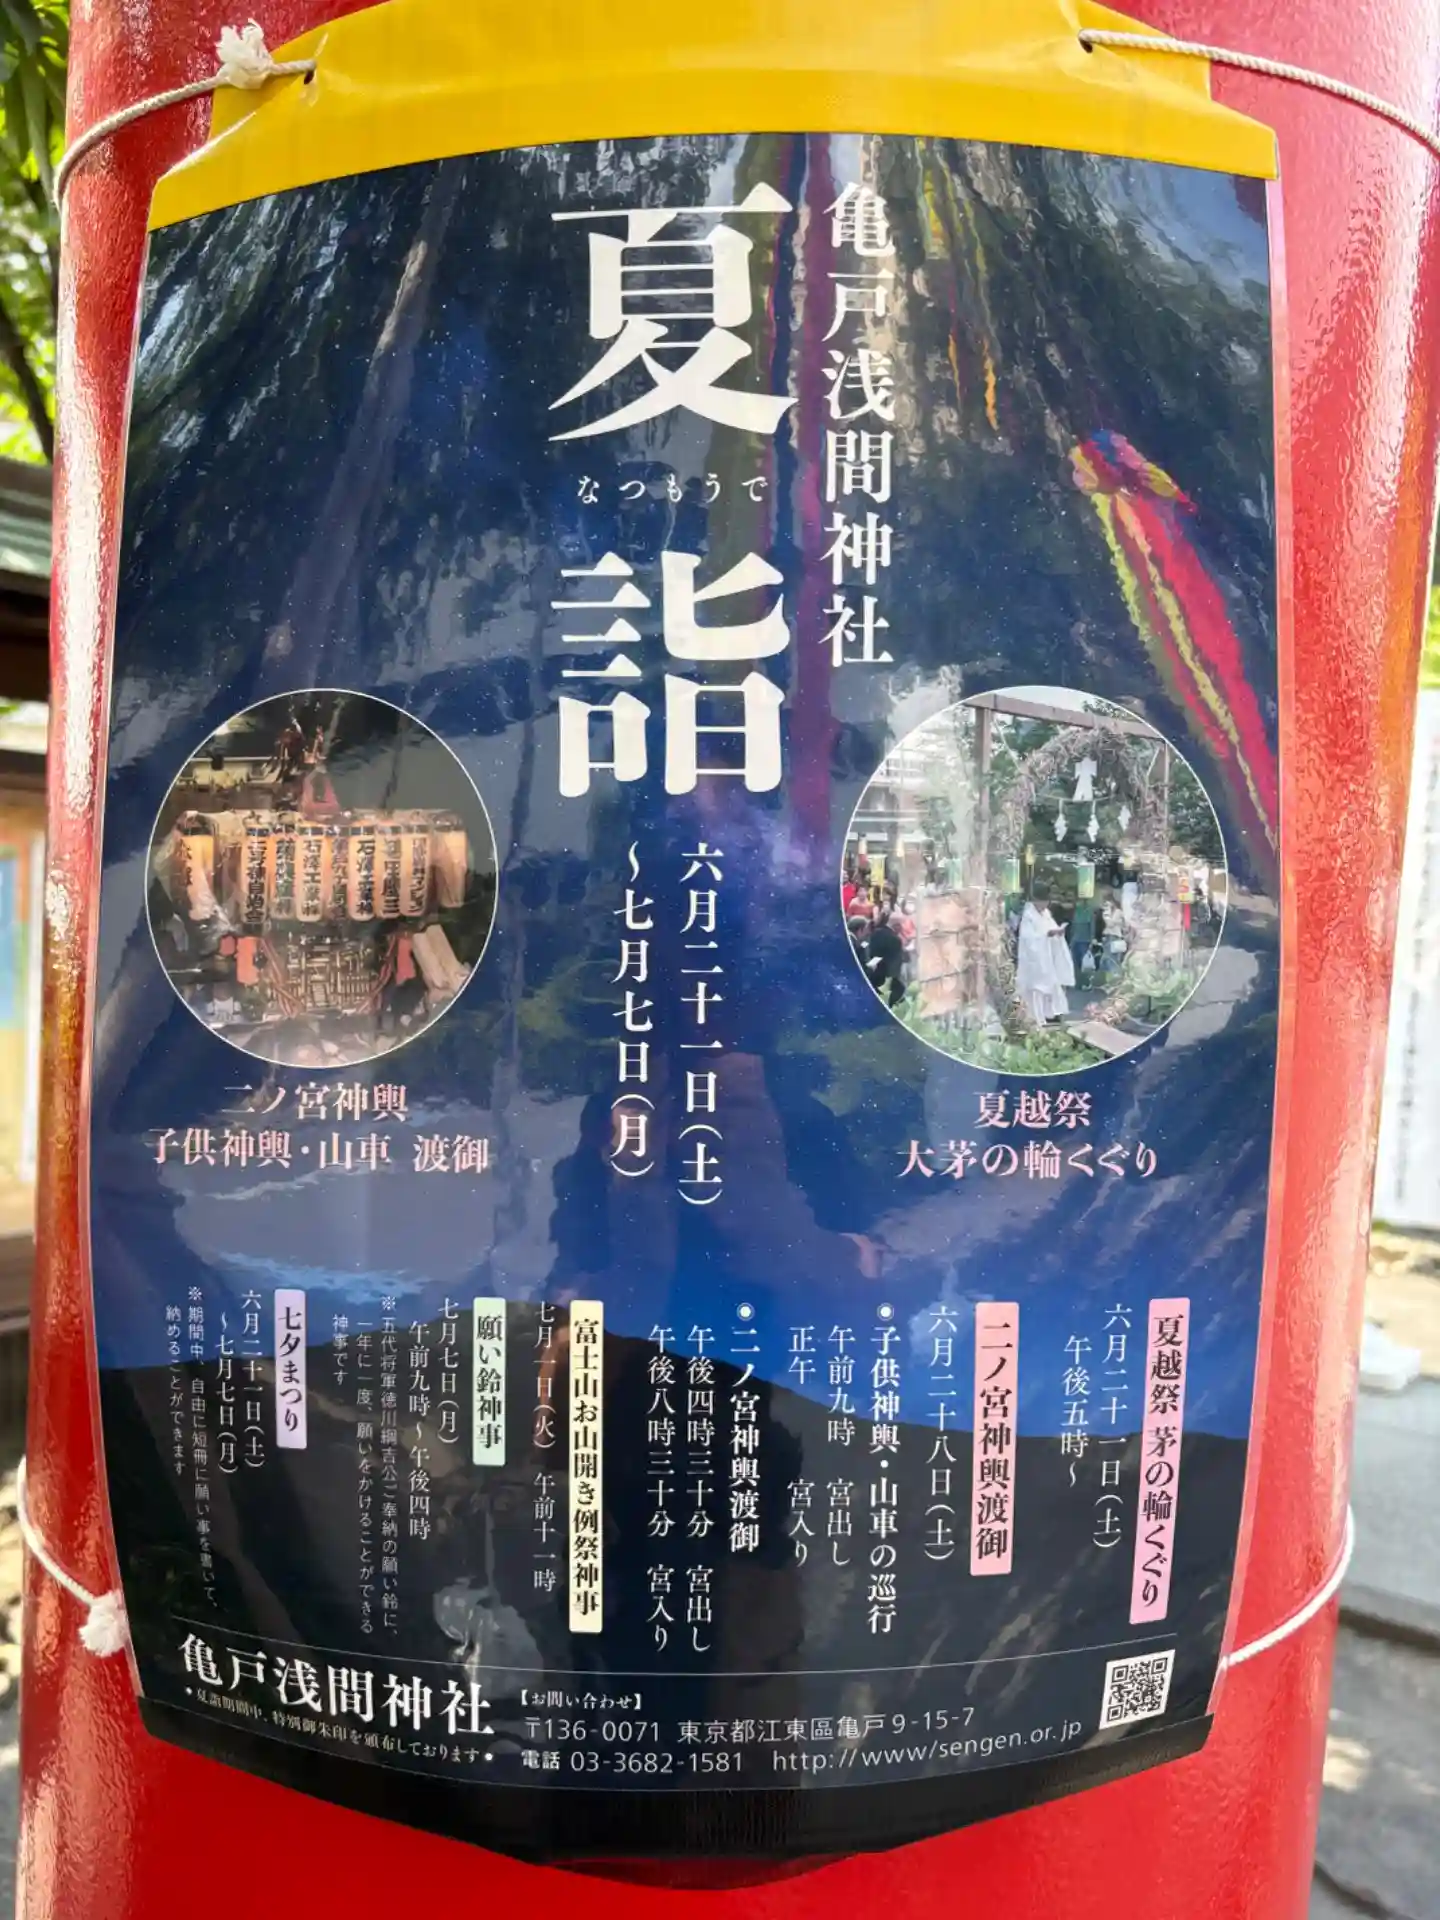 亀戸浅間神社
夏
なつもうで
詣
六月二十一日(土)
〜七月七日(月)
夏越祭
大茅の輪くぐり
二ノ宮神輿
子供神輿・山車 渡御
夏越祭 茅の輪くぐり
六月二十一日(土)
午後五時〜
二ノ宮神輿渡御
六月二十八日(土)
◉子供神輿・山車の巡行
午前九時 宮出し
正午 宮入り
◉二ノ宮神輿渡御
午後四時三十分 宮出し
午後八時三十分 宮入り
富士山お山開き例祭神事
七月一日(火) 午前十一時
願い鈴神事
七月七日(月)
午前九時〜午後四時
※五代将軍徳川綱吉公ご奉納の願い鈴に、
一年に一度、願いをかけることができる
神事です
七夕まつり
六月二十一日(土)
〜七月七日(月)
※期間中、自由に短冊に願い事を書いて、
納めることができます
亀戸浅間神社
・夏詣期間中、特別御朱印を頒布しております・
【お問い合わせ】
〒136-0071 東京都江東區亀戸9-15-7
電話 03-3682-1581 http://www/sengen.or.jp